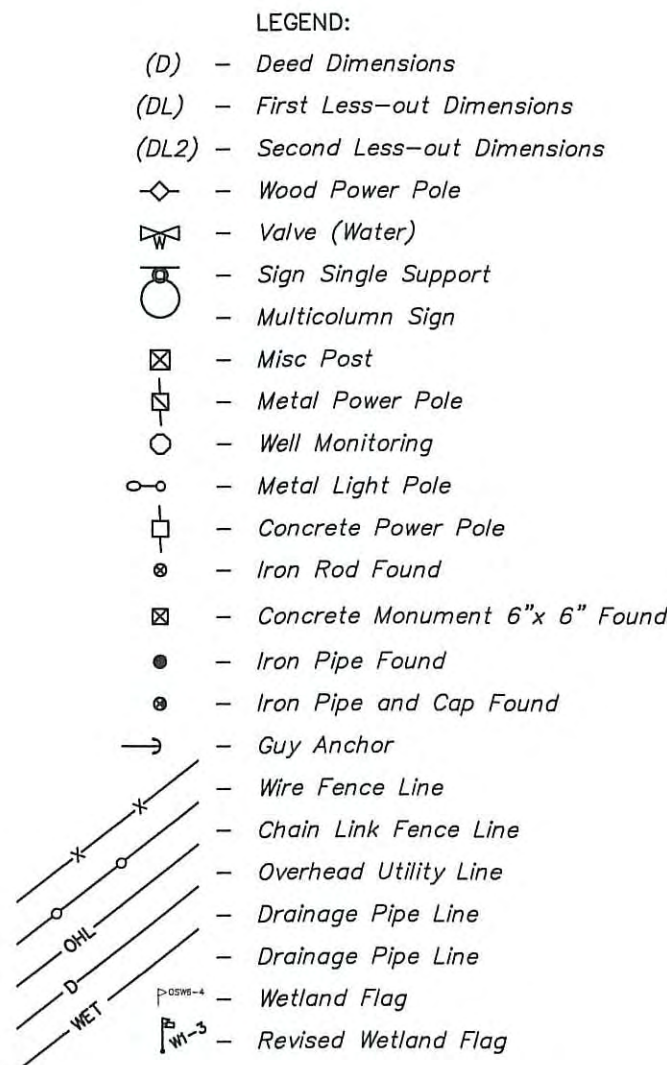 LEGEND:
(D) – Deed Dimensions
(DL) – First Less–out Dimensions
(DL2) – Second Less–out Dimensions
– Wood Power Pole
W – Valve (Water)
– Sign Single Support
– Multicolumn Sign
– Misc Post
– Metal Power Pole
– Well Monitoring
– Metal Light Pole
– Concrete Power Pole
– Iron Rod Found
– Concrete Monument 6"x 6" Found
– Iron Pipe Found
– Iron Pipe and Cap Found
– Guy Anchor
– Wire Fence Line
– Chain Link Fence Line
– Overhead Utility Line
OHL – Drainage Pipe Line
D – Drainage Pipe Line
WET – Wetland Flag
W1–3 – Revised Wetland Flag